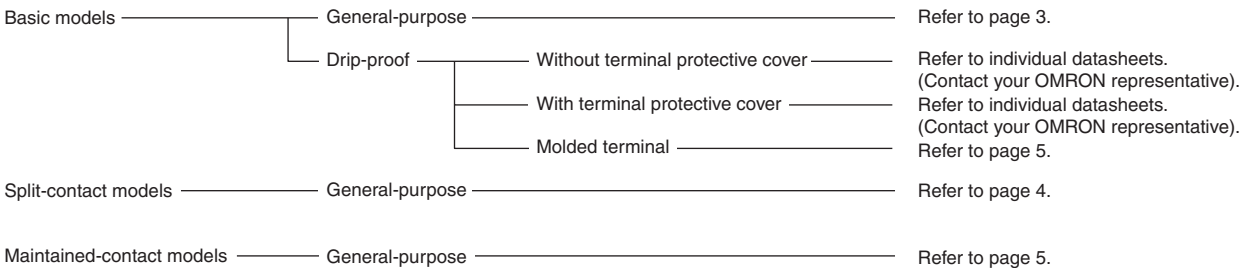 Basic models General-purpose Refer to page 3.
Drip-proof Without terminal protective cover Refer to individual datasheets.
(Contact your OMRON representative).
With terminal protective cover Refer to individual datasheets.
(Contact your OMRON representative).
Molded terminal Refer to page 5.
Split-contact models General-purpose Refer to page 4.
Maintained-contact models General-purpose Refer to page 5.